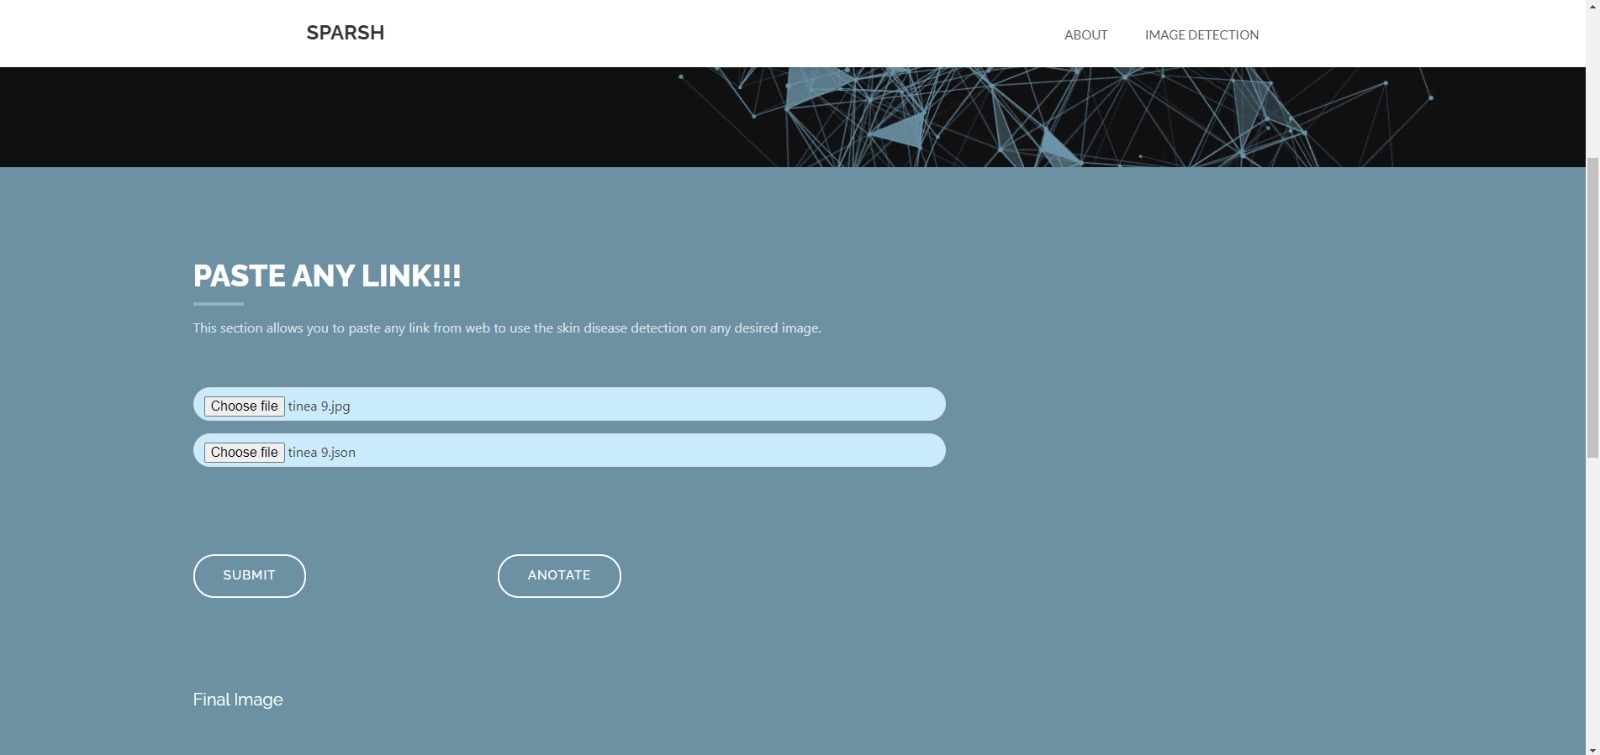 SPARSH
ABOUT IMAGE DETECTION
PASTE ANY LINK!!!
This section allows you to paste any link from web to use the skin disease detection on any desired image.
Choose file tinea 9.jpg
Choose file tinea 9.json
SUBMIT ANOTATE
Final Image